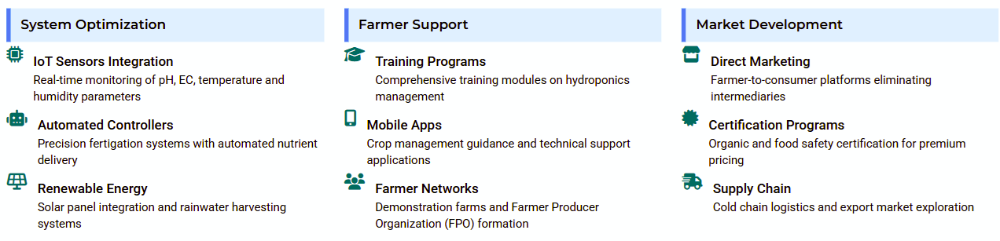 System Optimization
IoT Sensors Integration
Real-time monitoring of pH, EC, temperature and
humidity parameters
Automated Controllers
Precision fertigation systems with automated nutrient
delivery
Renewable Energy
Solar panel integration and rainwater harvesting
systems
Farmer Support
Training Programs
Comprehensive training modules on hydroponics
management
Mobile Apps
Crop management guidance and technical support
applications
Farmer Networks
Demonstration farms and Farmer Producer
Organization (FPO) formation
Market Development
Direct Marketing
Farmer-to-consumer platforms eliminating
intermediaries
Certification Programs
Organic and food safety certification for premium
pricing
Supply Chain
Cold chain logistics and export market exploration